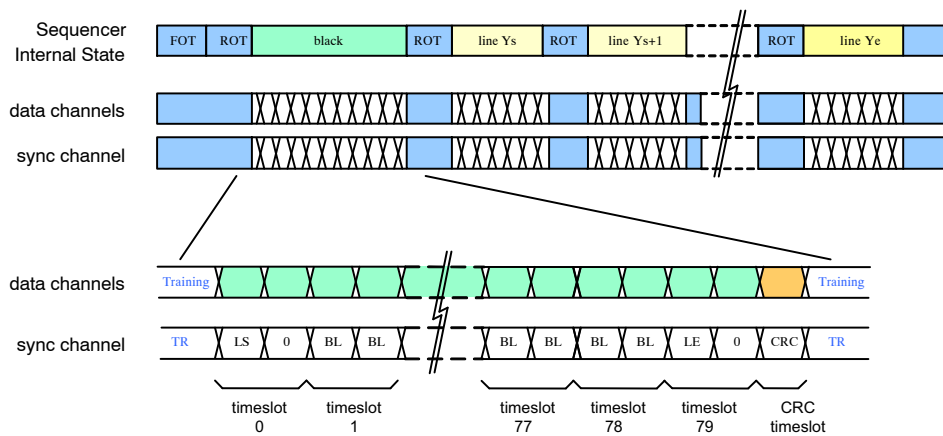 Sequencer
Internal State
FOT ROT black ROT line Ys ROT line Ys+1 ROT line Ye
data channels
sync channel
data channels Training Training
sync channel TR LS 0 BL BL BL BL BL BL LE 0 CRC TR
timeslot timeslot timeslot timeslot timeslot CRC
0 1 77 78 79 timeslot